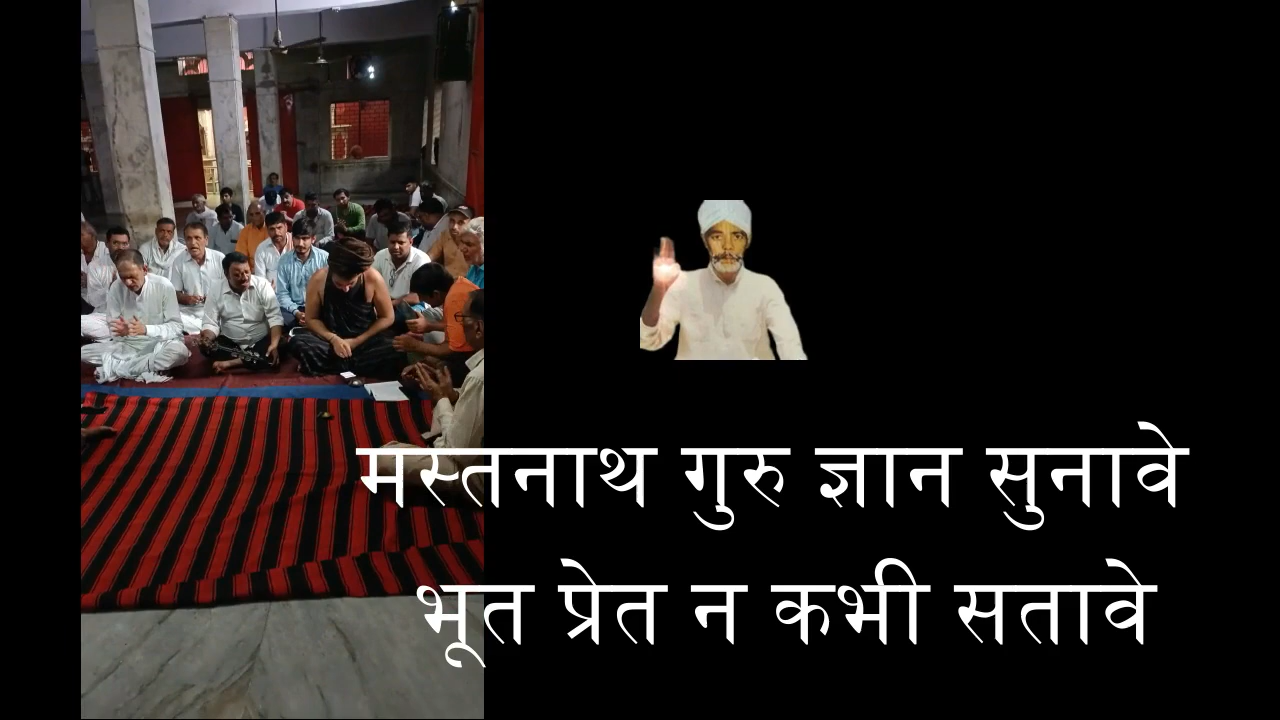 मस्तनाथ गुरु ज्ञान सुनावे
भूत प्रेत न कभी सतावे